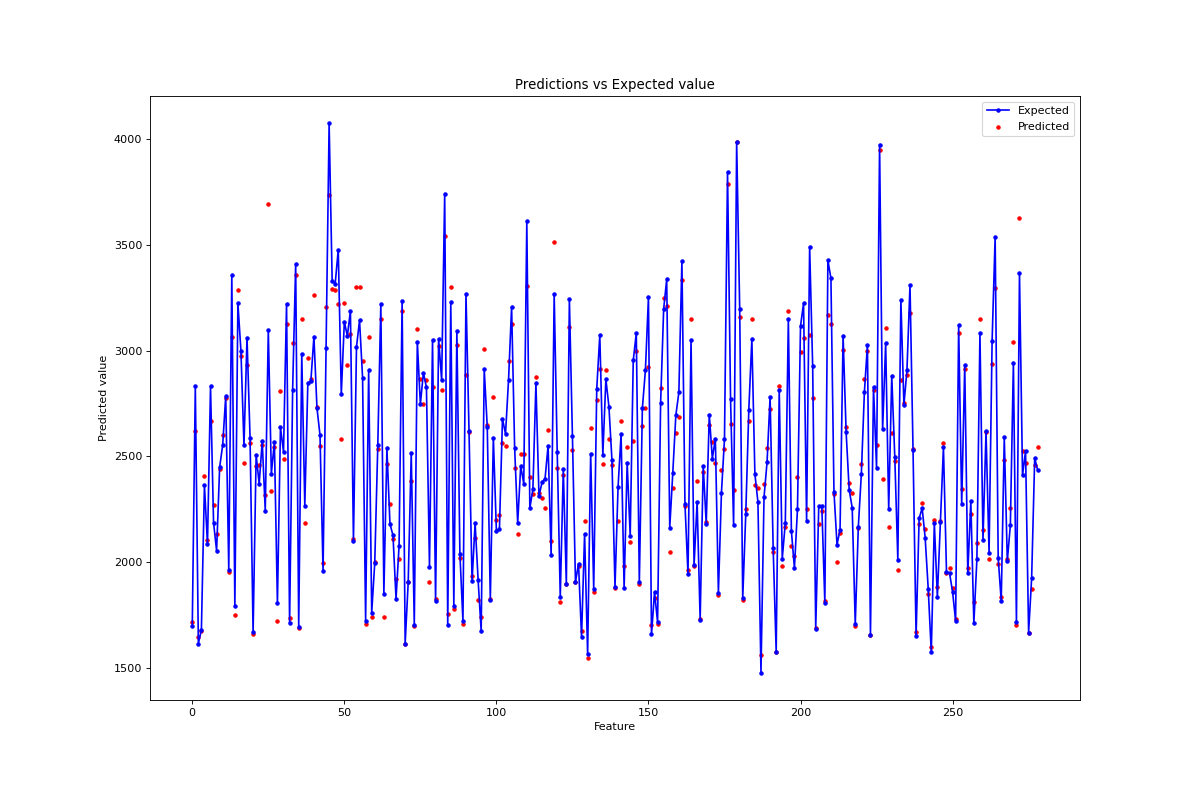 Predictions vs Expected value
Expected
Predicted
4000
3500
3000
2500
2000
1500
Predicted value
0 50 100 150 200 250
Feature